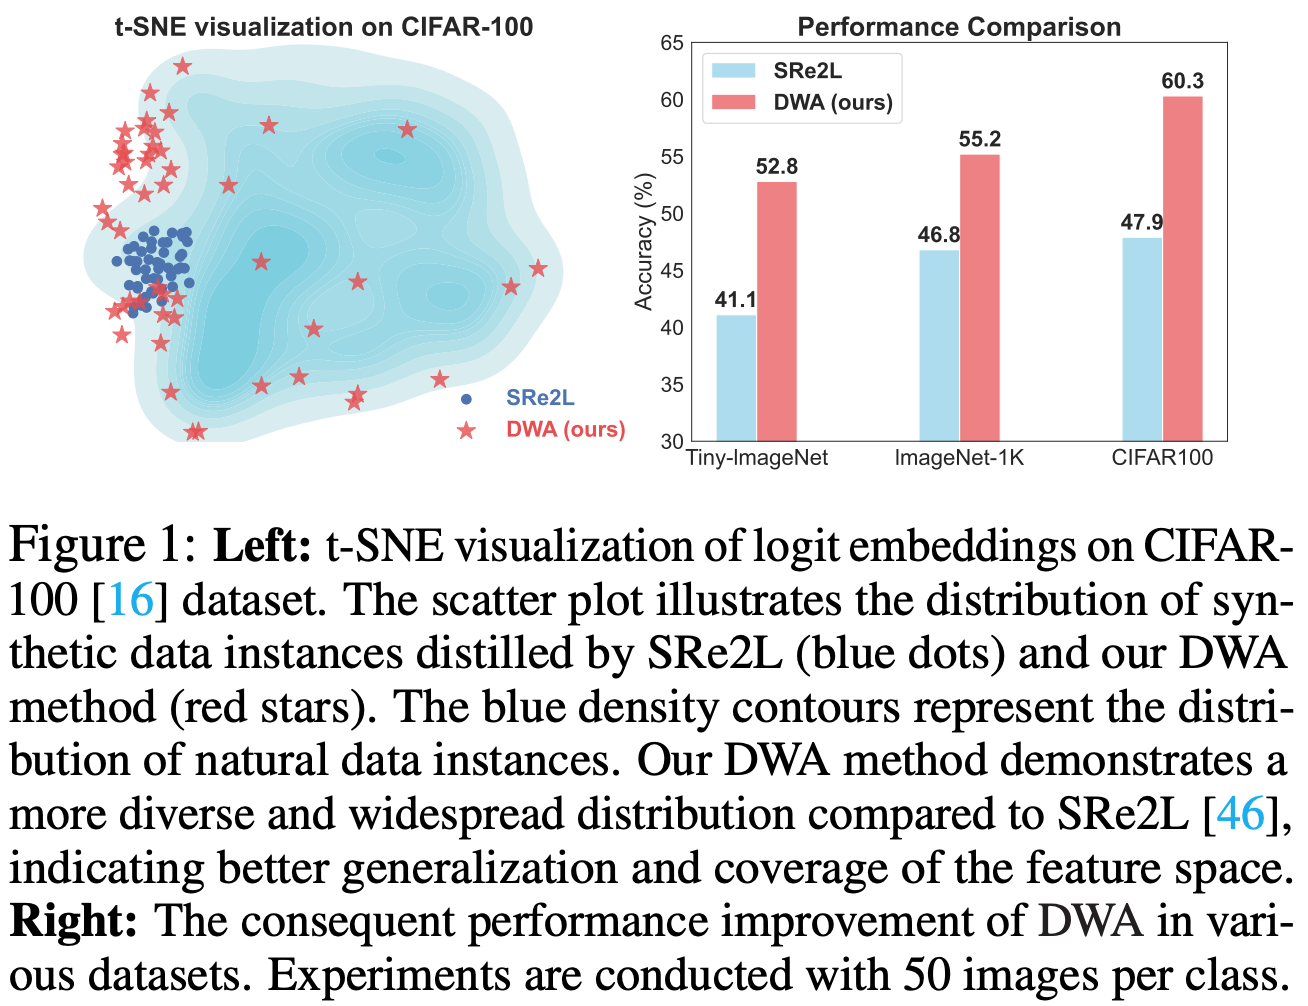 t-SNE visualization on CIFAR-100
SRe2L
DWA (ours)
Performance Comparison
65
60
55
50
45
40
35
30
Accuracy (%)
SRe2L
DWA (ours)
41.1
52.8
46.8
55.2
47.9
60.3
Tiny-ImageNet
ImageNet-1K
CIFAR100
Figure 1: Left: t-SNE visualization of logit embeddings on CIFAR-
100 [16] dataset. The scatter plot illustrates the distribution of syn-
thetic data instances distilled by SRe2L (blue dots) and our DWA
method (red stars). The blue density contours represent the distri-
bution of natural data instances. Our DWA method demonstrates a
more diverse and widespread distribution compared to SRe2L [46],
indicating better generalization and coverage of the feature space.
Right: The consequent performance improvement of DWA in vari-
ous datasets. Experiments are conducted with 50 images per class.